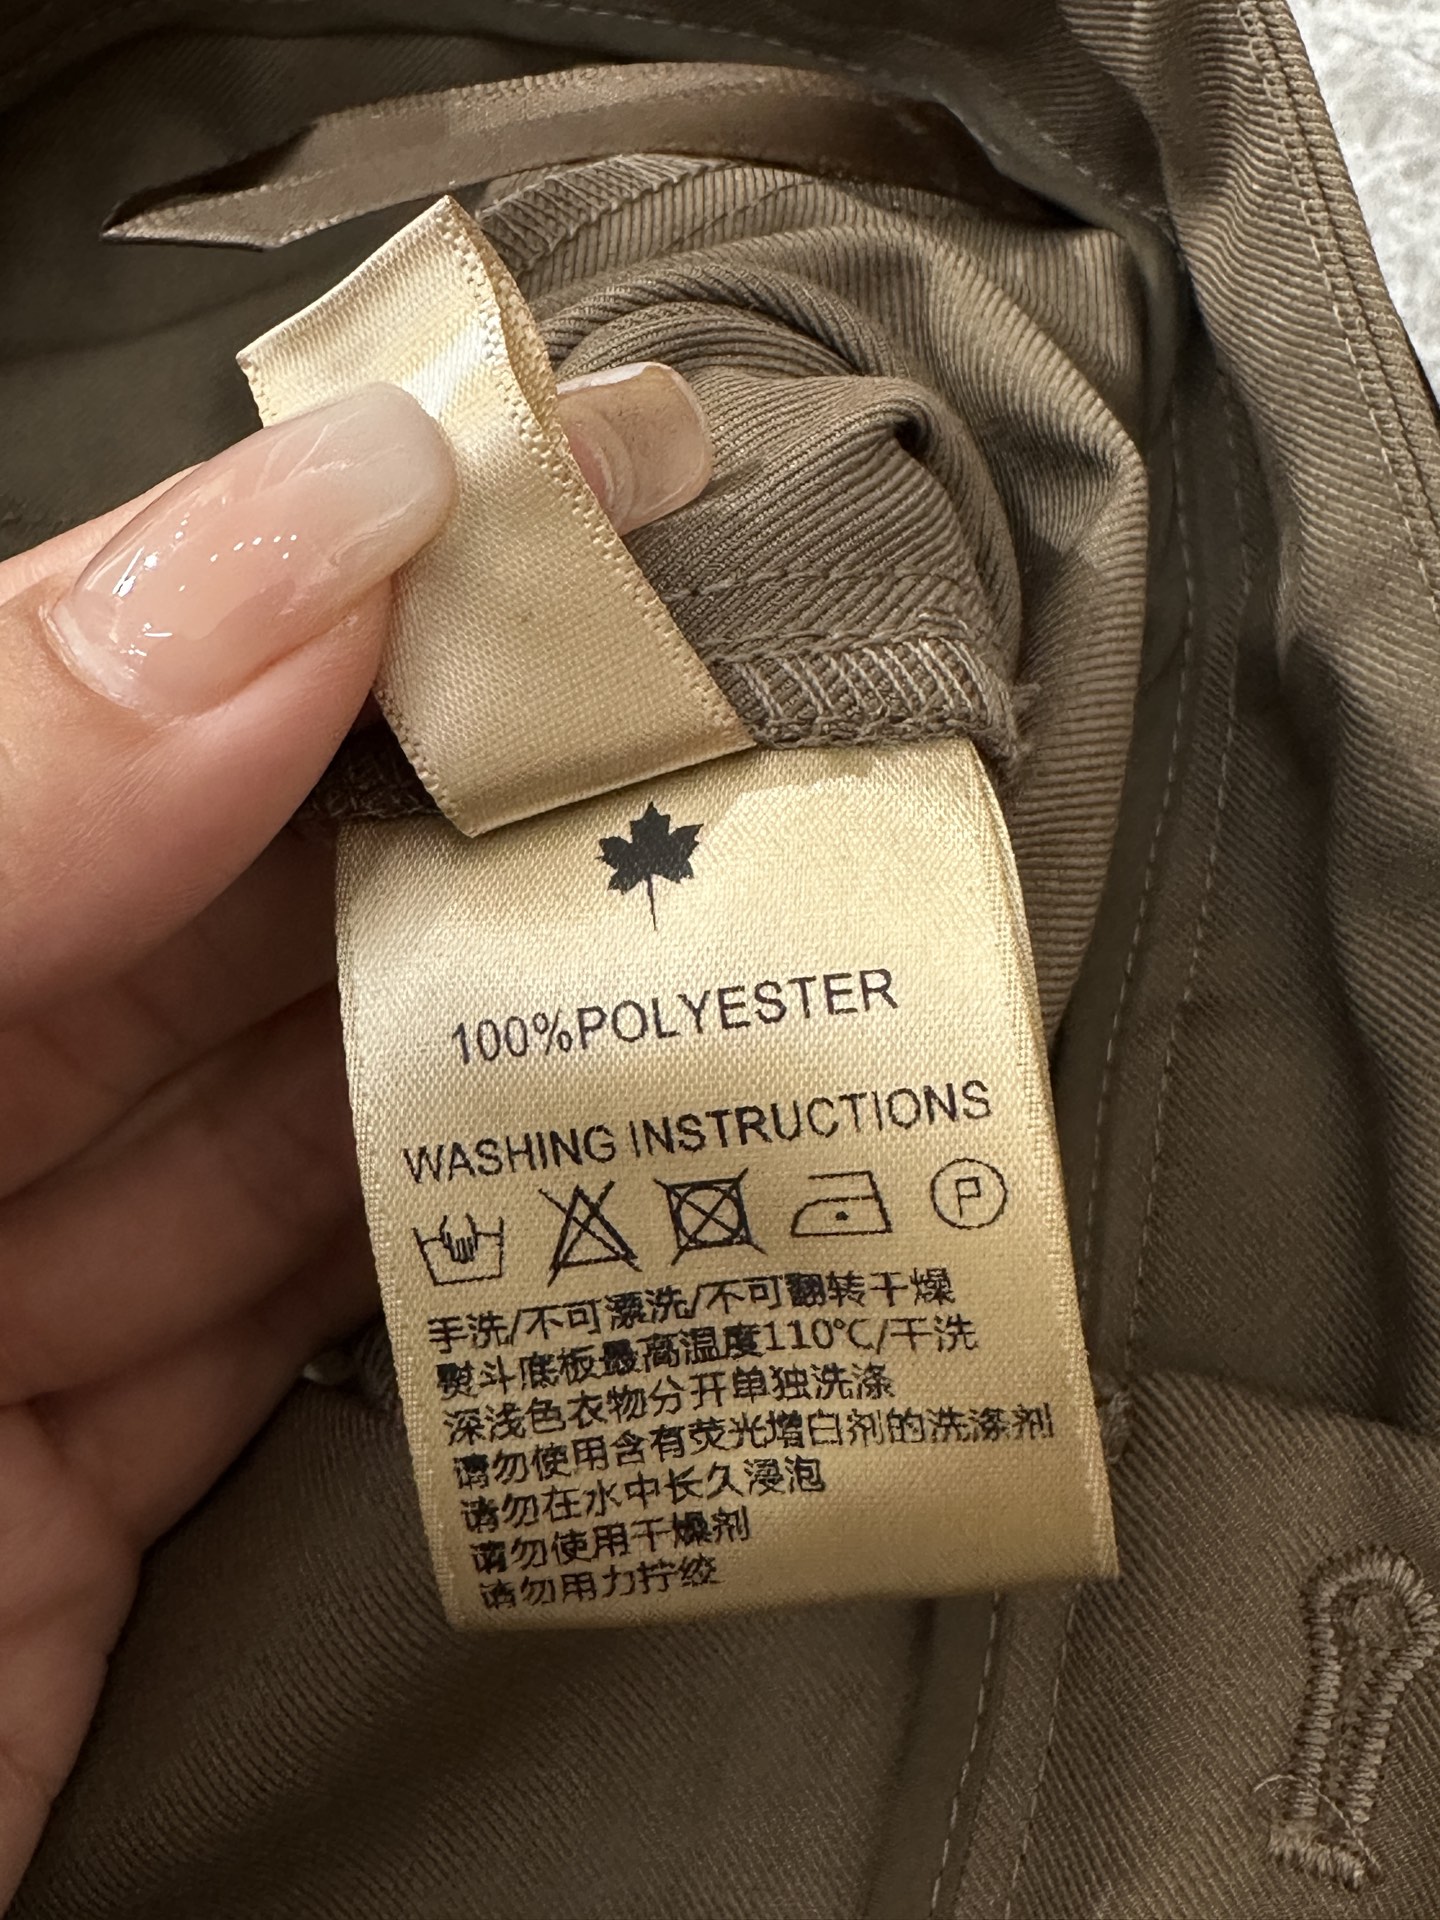 100%POLYESTER
WASHING INSTRUCTIONS
P
手洗/不可漂洗/不可翻转干燥
熨斗底板最高温度110℃/干洗
深浅色衣物分开单独洗涤
请勿使用含有荧光增白剂的洗涤剂
请勿在水中长久浸泡
请勿使用干燥剂
请勿用力拧绞